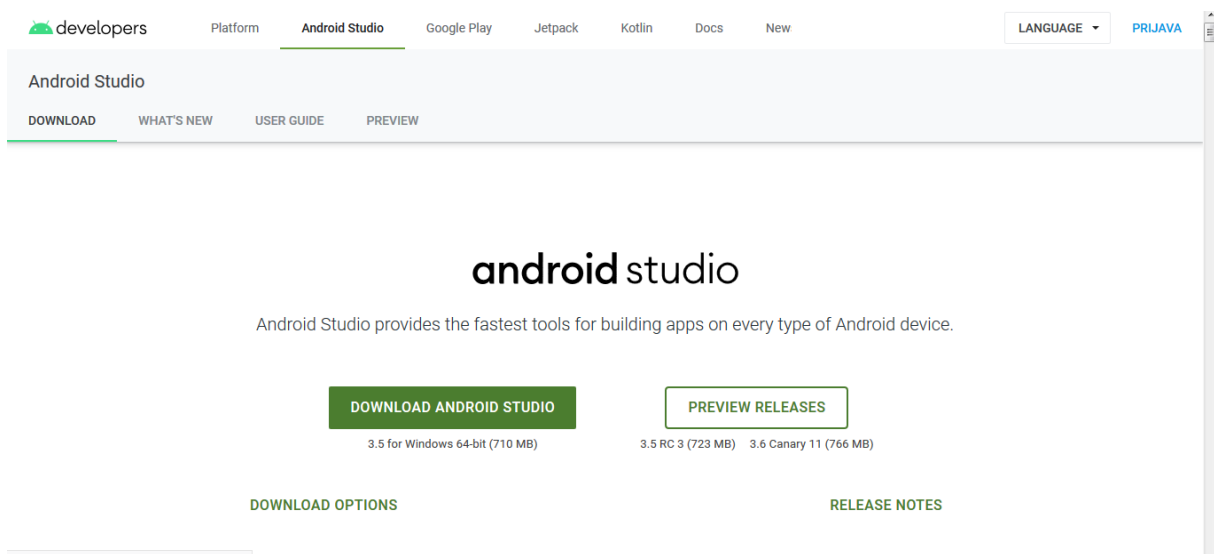 developers Platform Android Studio Google Play Jetpack Kotlin Docs New LANGUAGE PRIJAVA
Android Studio
DOWNLOAD WHAT'S NEW USER GUIDE PREVIEW
android studio
Android Studio provides the fastest tools for building apps on every type of Android device.
DOWNLOAD ANDROID STUDIO PREVIEW RELEASES
3.5 for Windows 64-bit (710 MB) 3.5 RC 3 (723 MB) 3.6 Canary 11 (766 MB)
DOWNLOAD OPTIONS RELEASE NOTES